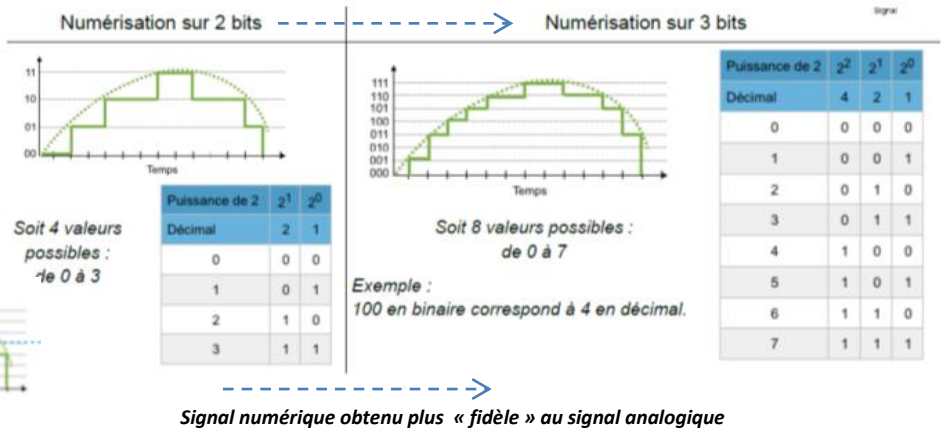 Signal
Numérisation sur 2 bits
11
10
01
00
Temps
Soit 4 valeurs
possibles :
de 0 à 3
Puissance de 2 2¹ 2⁰
Décimal 2 1
0 0 0
1 0 1
2 1 0
3 1 1
Numérisation sur 3 bits
111
110
101
100
011
010
001
000
Temps
Soit 8 valeurs possibles :
de 0 à 7
Exemple :
100 en binaire correspond à 4 en décimal.
Puissance de 2 2² 2¹ 2⁰
Décimal 4 2 1
0 0 0 0
1 0 0 1
2 0 1 0
3 0 1 1
4 1 0 0
5 1 0 1
6 1 1 0
7 1 1 1
Signal numérique obtenu plus « fidèle » au signal analogique